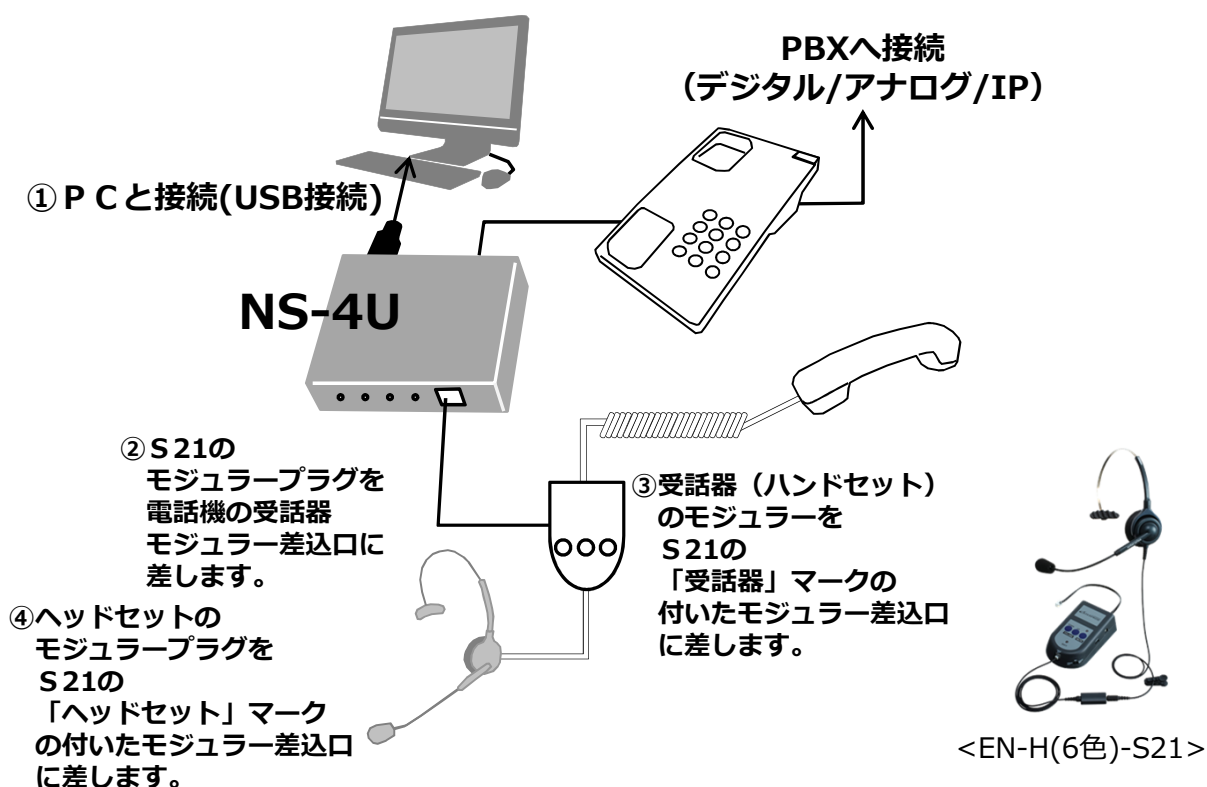 PBXへ接続
（デジタル/アナログ/IP）
①ＰＣと接続(USB接続)
NS-4U
②Ｓ21の
モジュラープラグを
電話機の受話器
モジュラー差込口に
差します。
③受話器（ハンドセット）
のモジュラーを
Ｓ21の
「受話器」マークの
付いたモジュラー差込口
に差します。
④ヘッドセットの
モジュラープラグを
Ｓ21の
「ヘッドセット」マーク
の付いたモジュラー差込口
に差します。
<EN-H(6色)-S21>